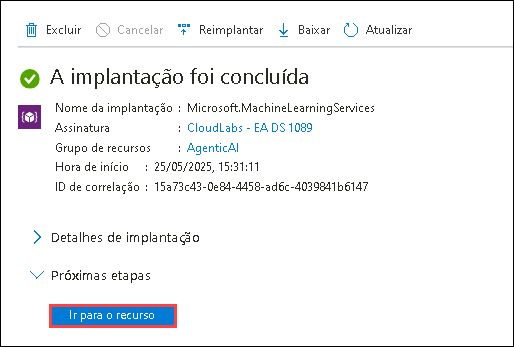 Excluir Cancelar Reimplantar Baixar Atualizar
A implantação foi concluída
Nome da implantação : Microsoft.MachineLearningServices
Assinatura : CloudLabs - EA DS 1089
Grupo de recursos : AgenticAI
Hora de início : 25/05/2025, 15:31:11
ID de correlação : 15a73c43-0e84-4458-ad6c-4039841b6147
Detalhes de implantação
Próximas etapas
Ir para o recurso